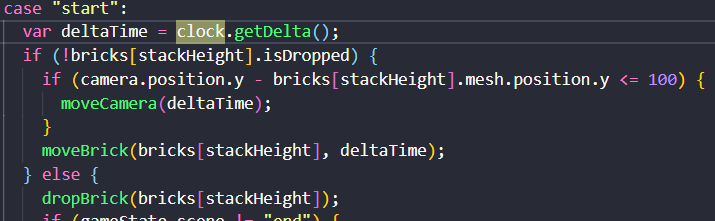 case "start":
var deltaTime = clock.getDelta();
if (!bricks[stackHeight].isDropped) {
if (camera.position.y - bricks[stackHeight].mesh.position.y <= 100) {
moveCamera(deltaTime);
}
moveBrick(bricks[stackHeight], deltaTime);
} else {
dropBrick(bricks[stackHeight]);
if (gameState.scene != "end") {